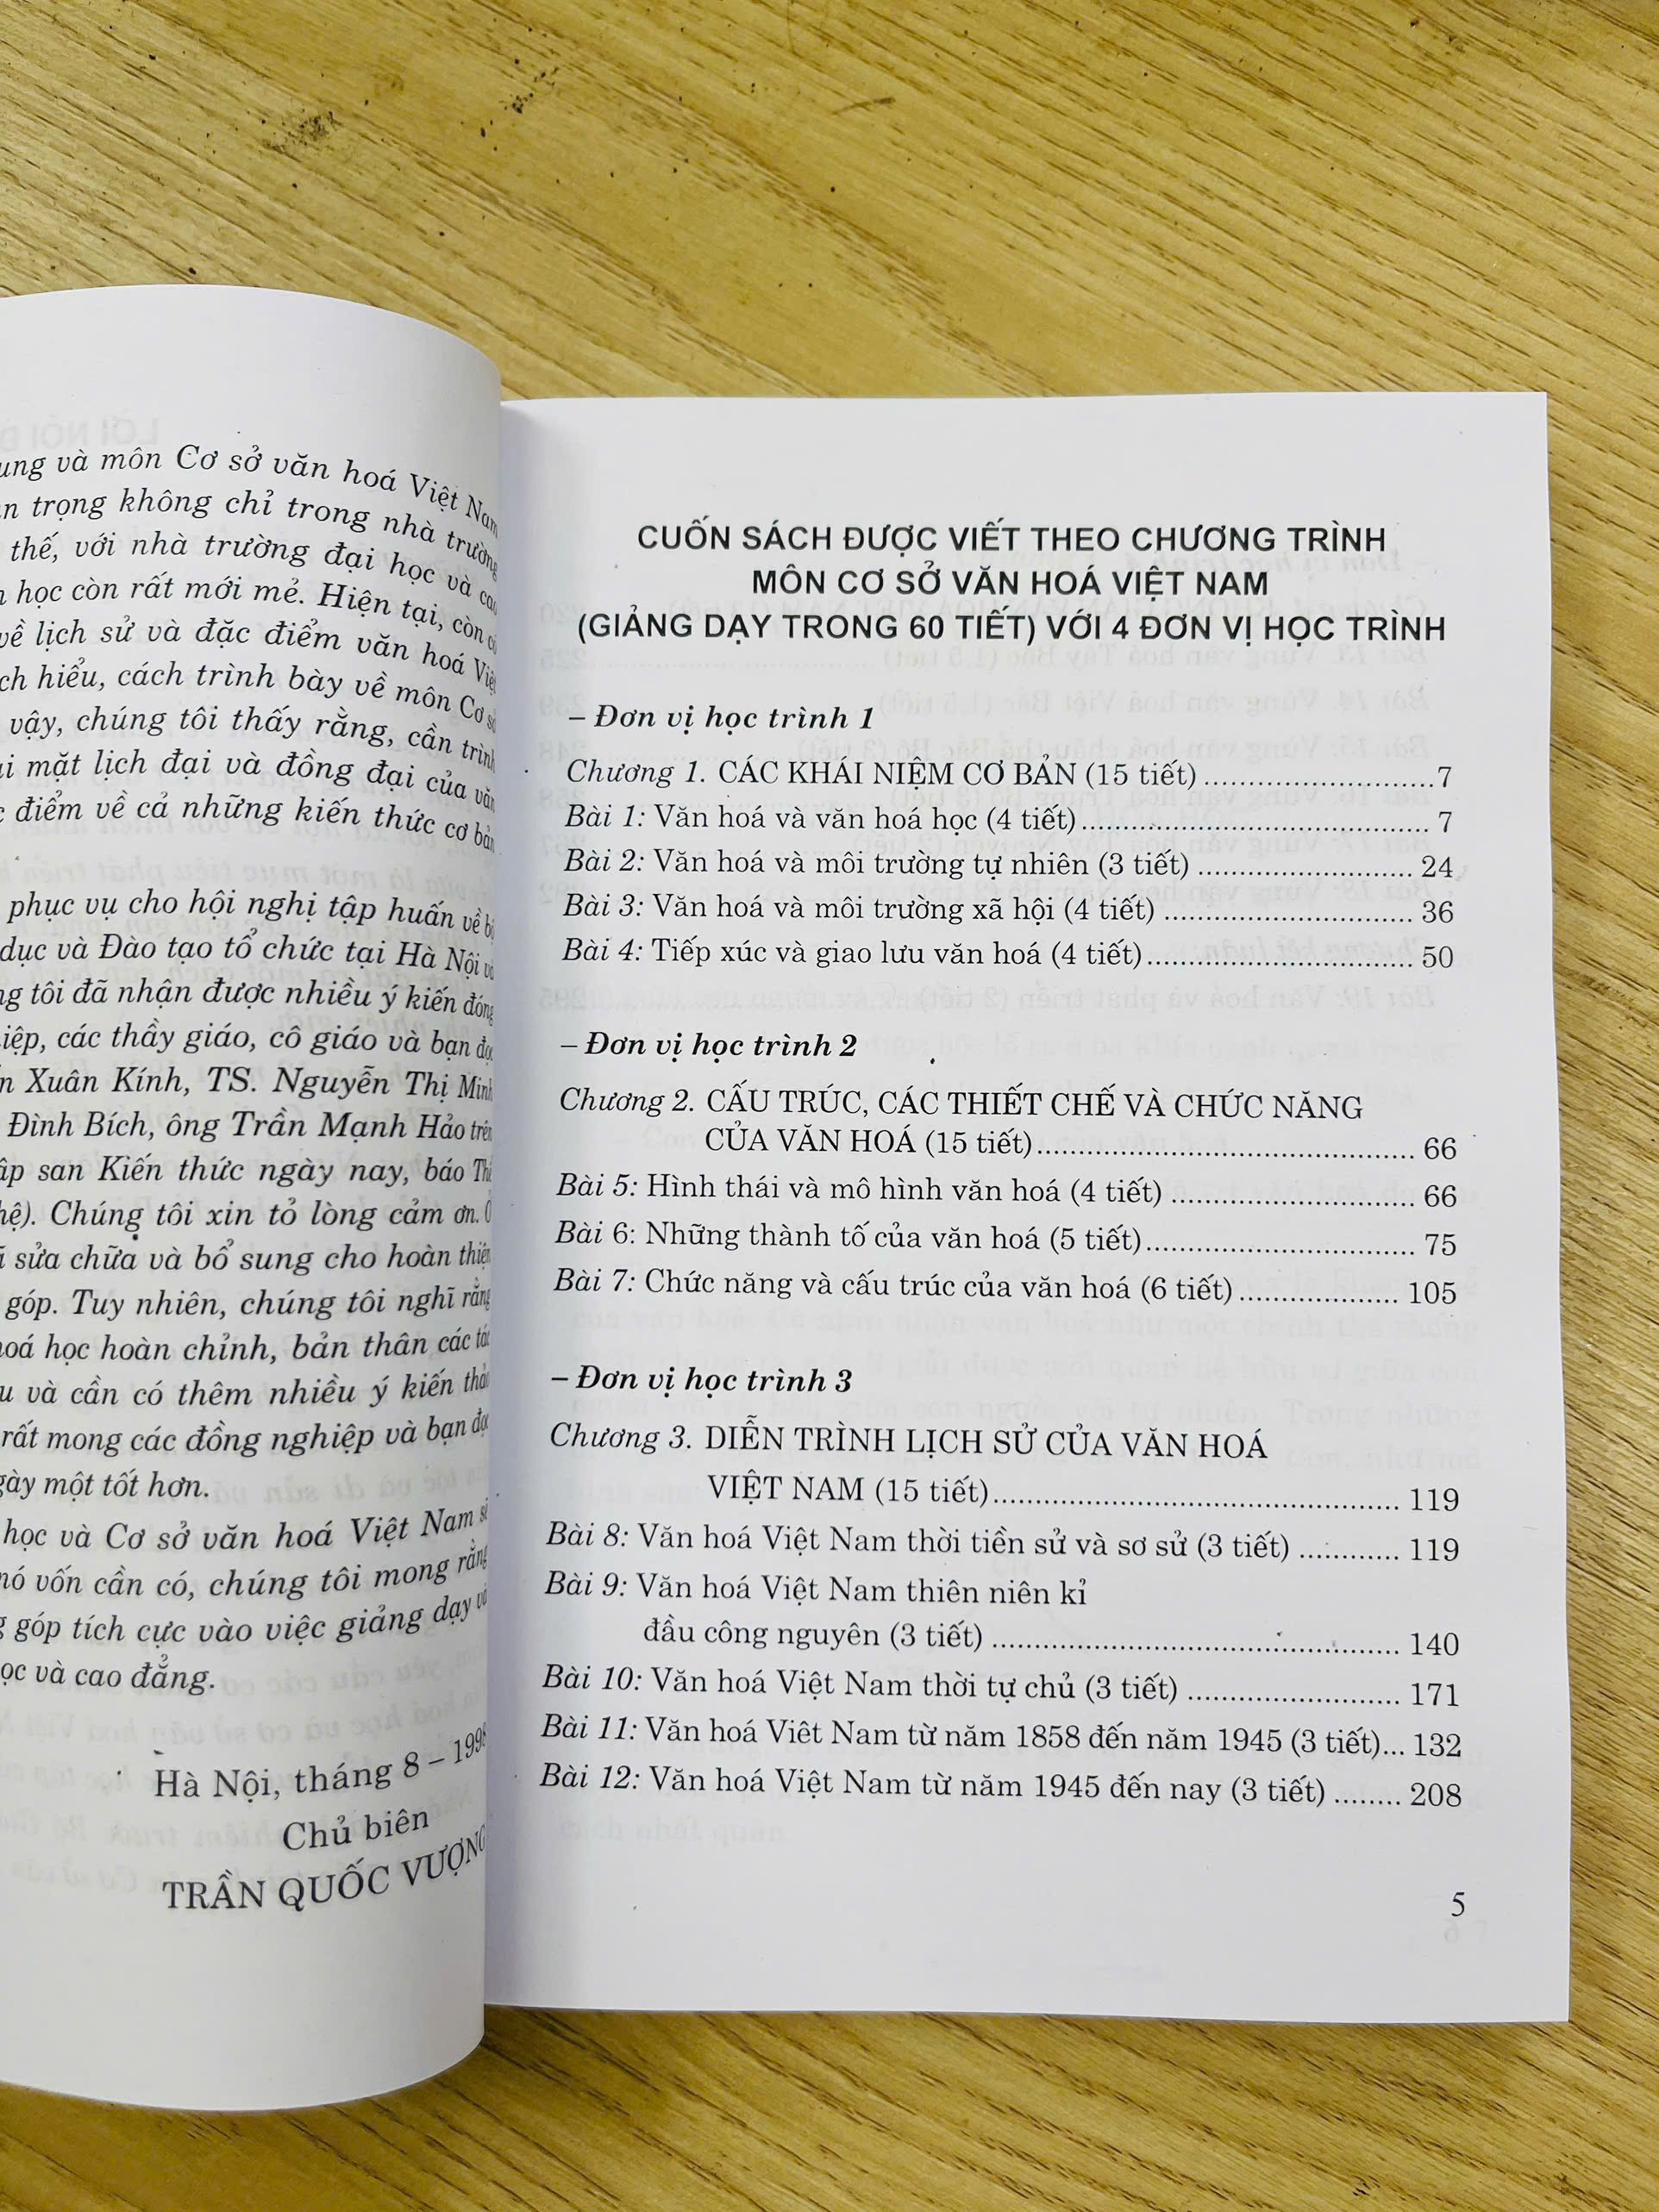 và môn Cơ sở văn hoá Việt Nam
trọng không chỉ trong nhà trường
thế, với nhà trường đại học và cao
học còn rất mới mẻ. Hiện tại, còn
về lịch sử và đặc điểm văn hoá Việt
hiểu, cách trình bày về môn Cơ sở
vậy, chúng tôi thấy rằng, cần trình
mặt lịch đại và đồng đại của văn
điểm về cả những kiến thức cơ bản
phục vụ cho hội nghị tập huấn về
dục và Đào tạo tổ chức tại Hà Nội
tôi đã nhận được nhiều ý kiến đóng
các thầy giáo, cô giáo và bạn đọc
Xuân Kính, TS. Nguyễn Thị Minh
Đình Bích, ông Trần Mạnh Hảo trên
san Kiến thức ngày nay, báo
Chúng tôi xin tỏ lòng cảm ơn. Ở
sửa chữa và bổ sung cho hoàn thiện
góp. Tuy nhiên, chúng tôi nghĩ rằng
học hoàn chỉnh, bản thân các tác
và cần có thêm nhiều ý kiến
rất mong các đồng nghiệp và bạn đọc
một tốt hơn.
học và Cơ sở văn hoá Việt Nam sẽ
vốn cần có, chúng tôi mong rằng
góp tích cực vào việc giảng dạy và
và cao đẳng.
Hà Nội, tháng 8 – 1998
Chủ biên
TRẦN QUỐC VƯỢNG
CUỐN SÁCH ĐƯỢC VIẾT THEO CHƯƠNG TRÌNH
MÔN CƠ SỞ VĂN HOÁ VIỆT NAM
(GIẢNG DẠY TRONG 60 TIẾT) VỚI 4 ĐƠN VỊ HỌC TRÌNH
– Đơn vị học trình 1
Chương 1. CÁC KHÁI NIỆM CƠ BẢN (15 tiết) ............................7
Bài 1: Văn hoá và văn hoá học (4 tiết)........................................... 7
Bài 2: Văn hoá và môi trường tự nhiên (3 tiết) .......................... 24
Bài 3: Văn hoá và môi trường xã hội (4 tiết) ............................... 36
Bài 4: Tiếp xúc và giao lưu văn hoá (4 tiết)................................. 50
– Đơn vị học trình 2
Chương 2. CẤU TRÚC, CÁC THIẾT CHẾ VÀ CHỨC NĂNG
CỦA VĂN HOÁ (15 tiết)............................................... 66
Bài 5: Hình thái và mô hình văn hoá (4 tiết) .............................. 66
Bài 6: Những thành tố của văn hoá (5 tiết)................................. 75
Bài 7: Chức năng và cấu trúc của văn hoá (6 tiết).................... 105
– Đơn vị học trình 3
Chương 3. DIỄN TRÌNH LỊCH SỬ CỦA VĂN HOÁ
VIỆT NAM (15 tiết).................................................. 119
Bài 8: Văn hoá Việt Nam thời tiền sử và sơ sử (3 tiết) ............ 119
Bài 9: Văn hoá Việt Nam thiên niên kỉ
đầu công nguyên (3 tiết) .................................................. 140
Bài 10: Văn hoá Việt Nam thời tự chủ (3 tiết) .......................... 171
Bài 11: Văn hoá Viêt Nam từ năm 1858 đến năm 1945 (3 tiết)... 132
Bài 12: Văn hoá Việt Nam từ năm 1945 đến nay (3 tiết) ........ 208
5